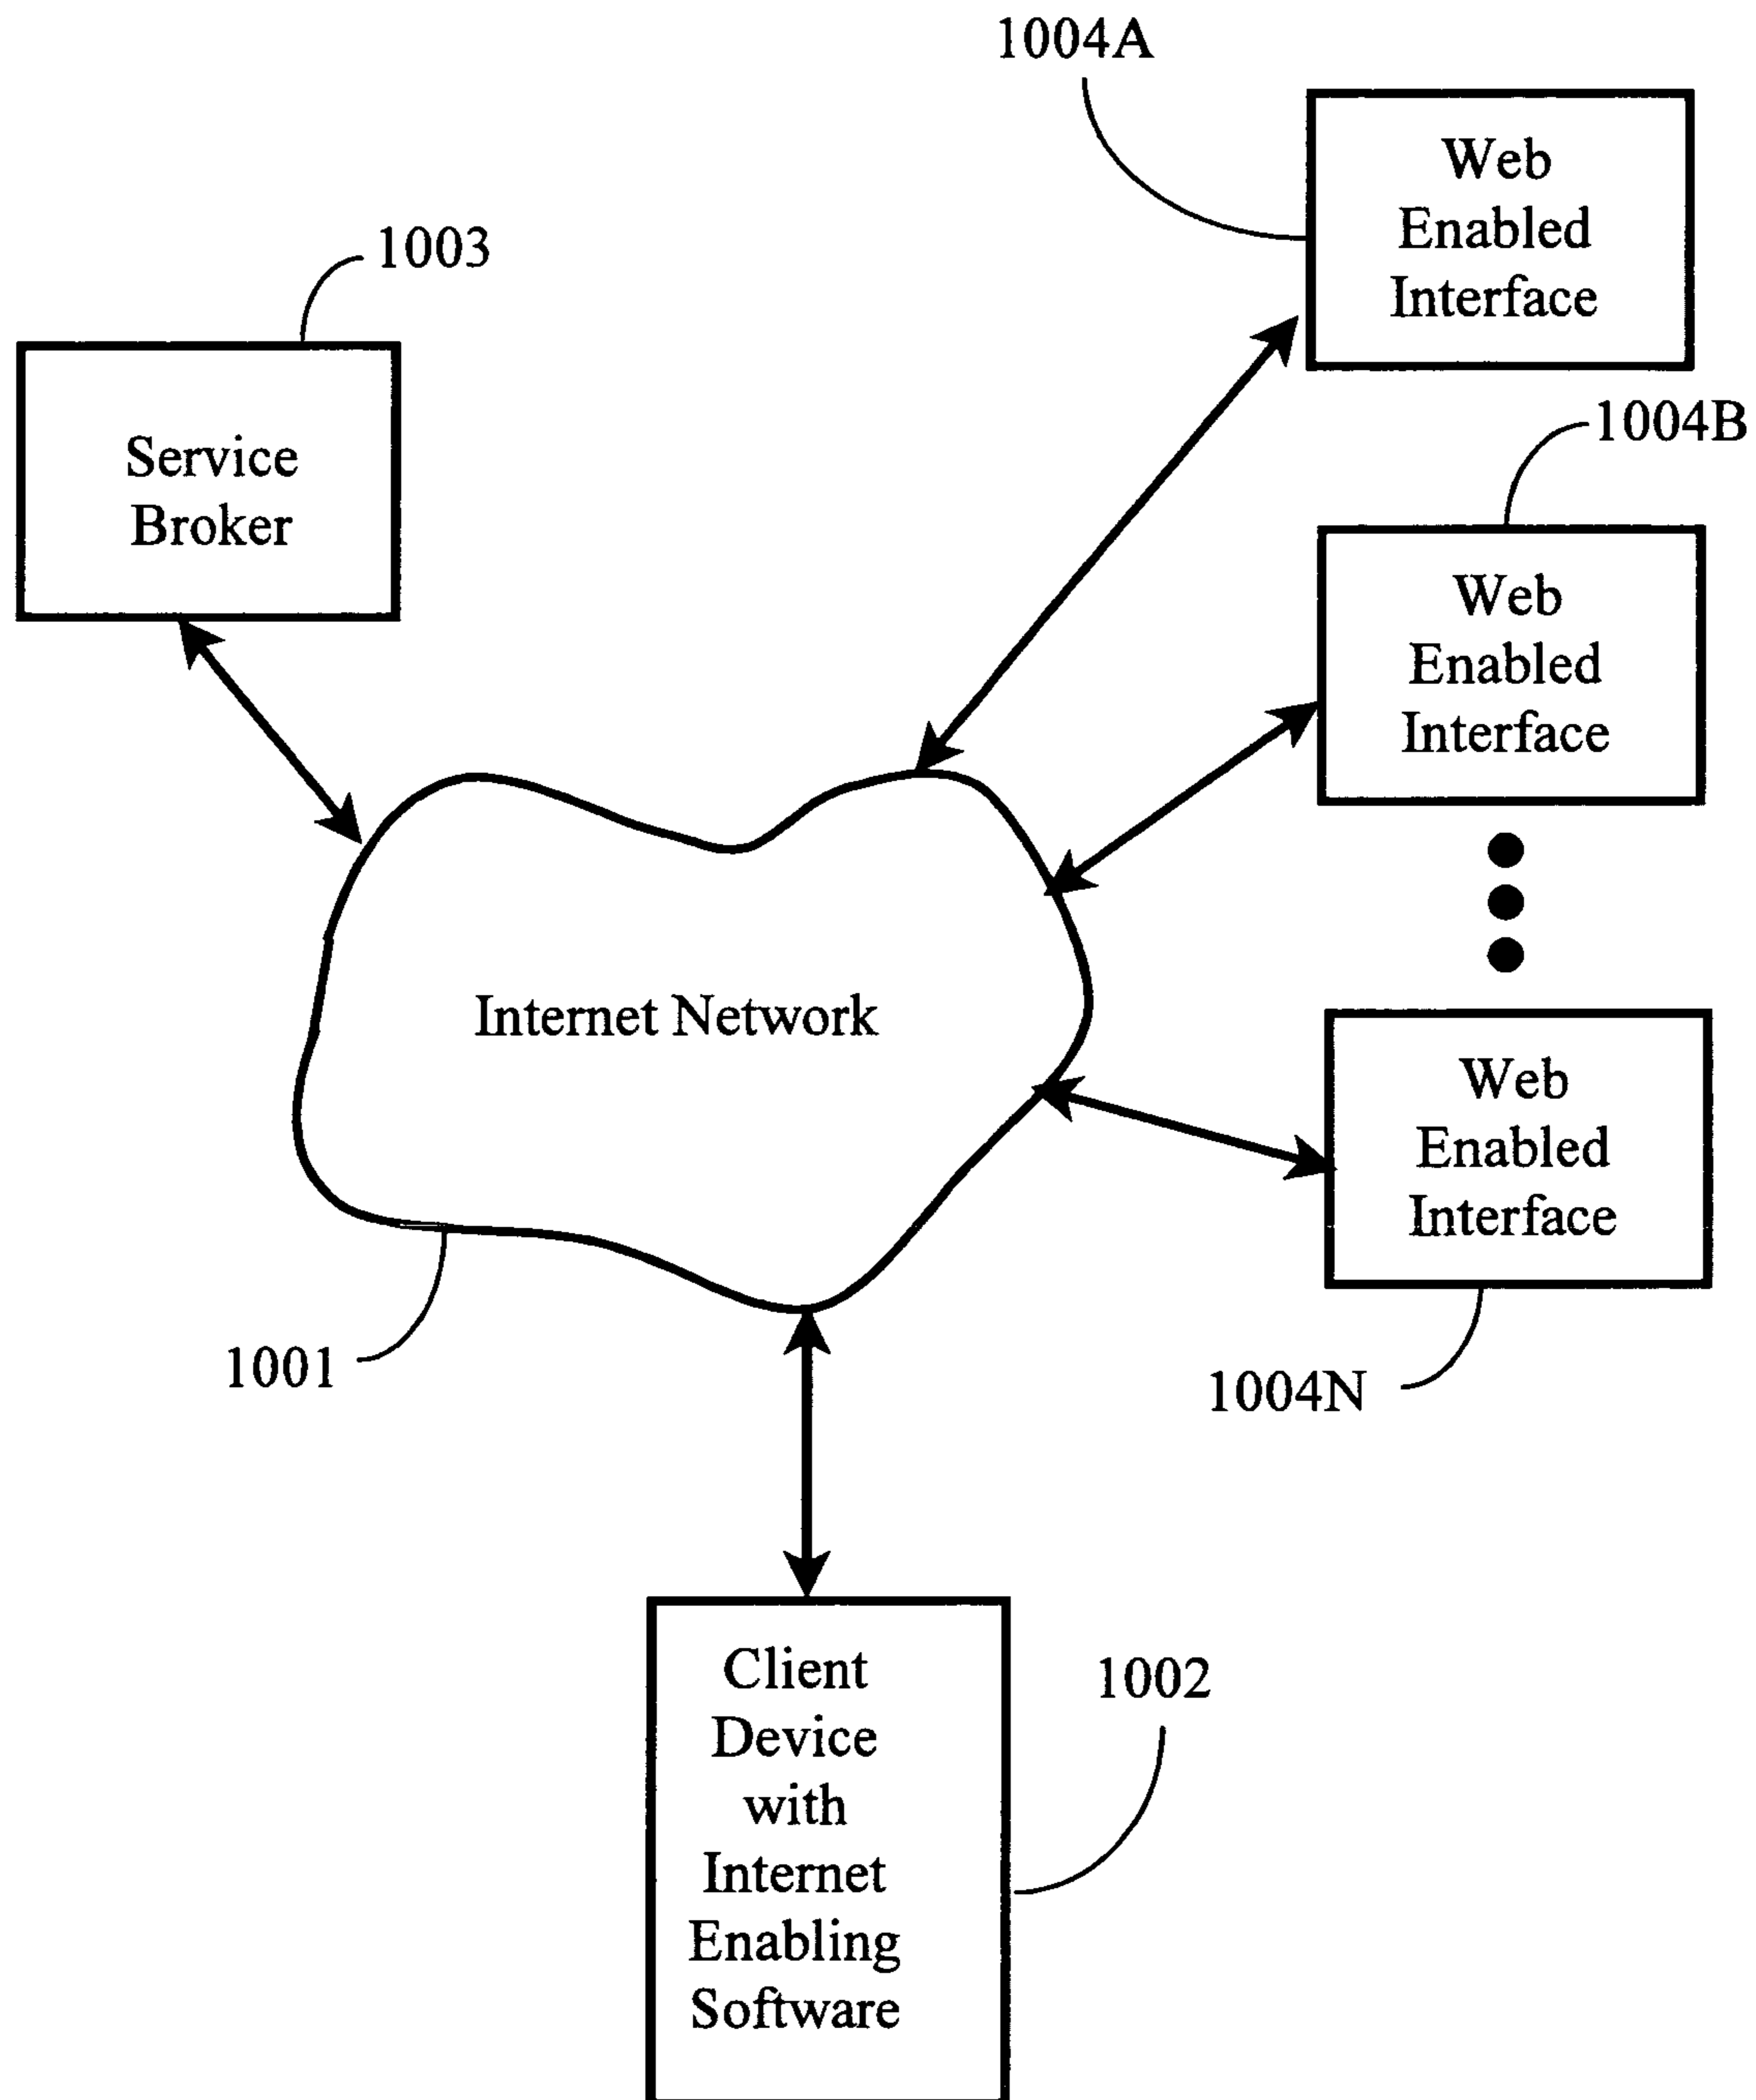 1004A
Web
Enabled
Interface
1003
Service
Broker
1004B
Web
Enabled
Interface
Internet Network
Web
Enabled
Interface
1001
1004N
Client
Device
with
Internet
Enabling
Software
1002